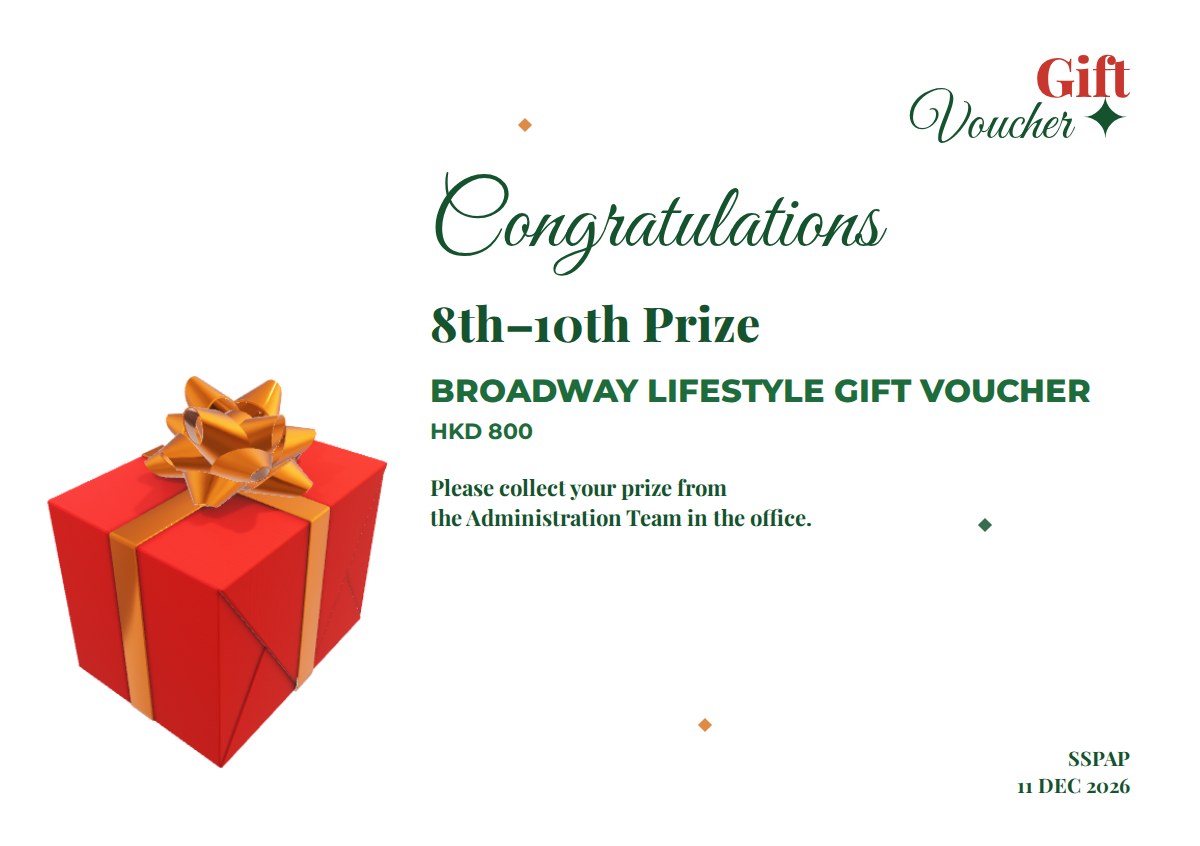 Gift
Voucher
Congratulations
8th–10th Prize
BROADWAY LIFESTYLE GIFT VOUCHER
HKD 800
Please collect your prize from
the Administration Team in the office.
SSPAP
11 DEC 2026